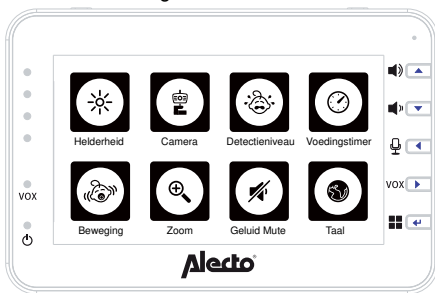 Helderheid Camera Detectieniveau Voedingstimer
VOX
VOX
Beweging Zoom Geluid Mute Taal
Alecto